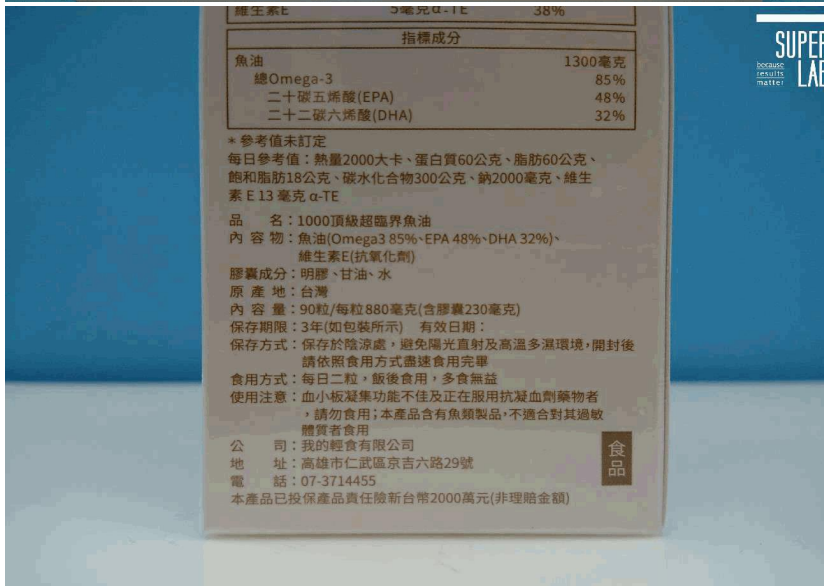 維生素E 5毫克α-TE 38%
指標成分
魚油 1300毫克
總Omega-3 85%
二十碳五烯酸(EPA) 48%
二十二碳六烯酸(DHA) 32%
＊參考值未訂定
每日參考值：熱量2000大卡、蛋白質60公克、脂肪60公克、
飽和脂肪18公克、碳水化合物300公克、鈉2000毫克、維生
素 E 13 毫克 α-TE
品名：1000頂級超臨界魚油
內容物：魚油(Omega3 85%、EPA 48%、DHA 32%)、
維生素E(抗氧化劑)
膠囊成分：明膠、甘油、水
原產地：台灣
內容量：90粒/每粒880毫克(含膠囊230毫克)
保存期限：3年(如包裝所示) 有效日期：
保存方式：保存於陰涼處，避免陽光直射及高溫多濕環境，開封後
請依照食用方式盡速食用完畢
食用方式：每日二粒，飯後食用，多食無益
使用注意：血小板凝集功能不佳及正在服用抗凝血劑藥物者
，請勿食用；本產品含有魚類製品，不適合對其過敏
體質者食用
公司：我的輕食有限公司
地址：高雄市仁武區京吉六路29號
電話：07-3714455
本產品已投保產品責任險新台幣2000萬元(非理賠金額)
食品
SUPER
LAB
because
results
matter